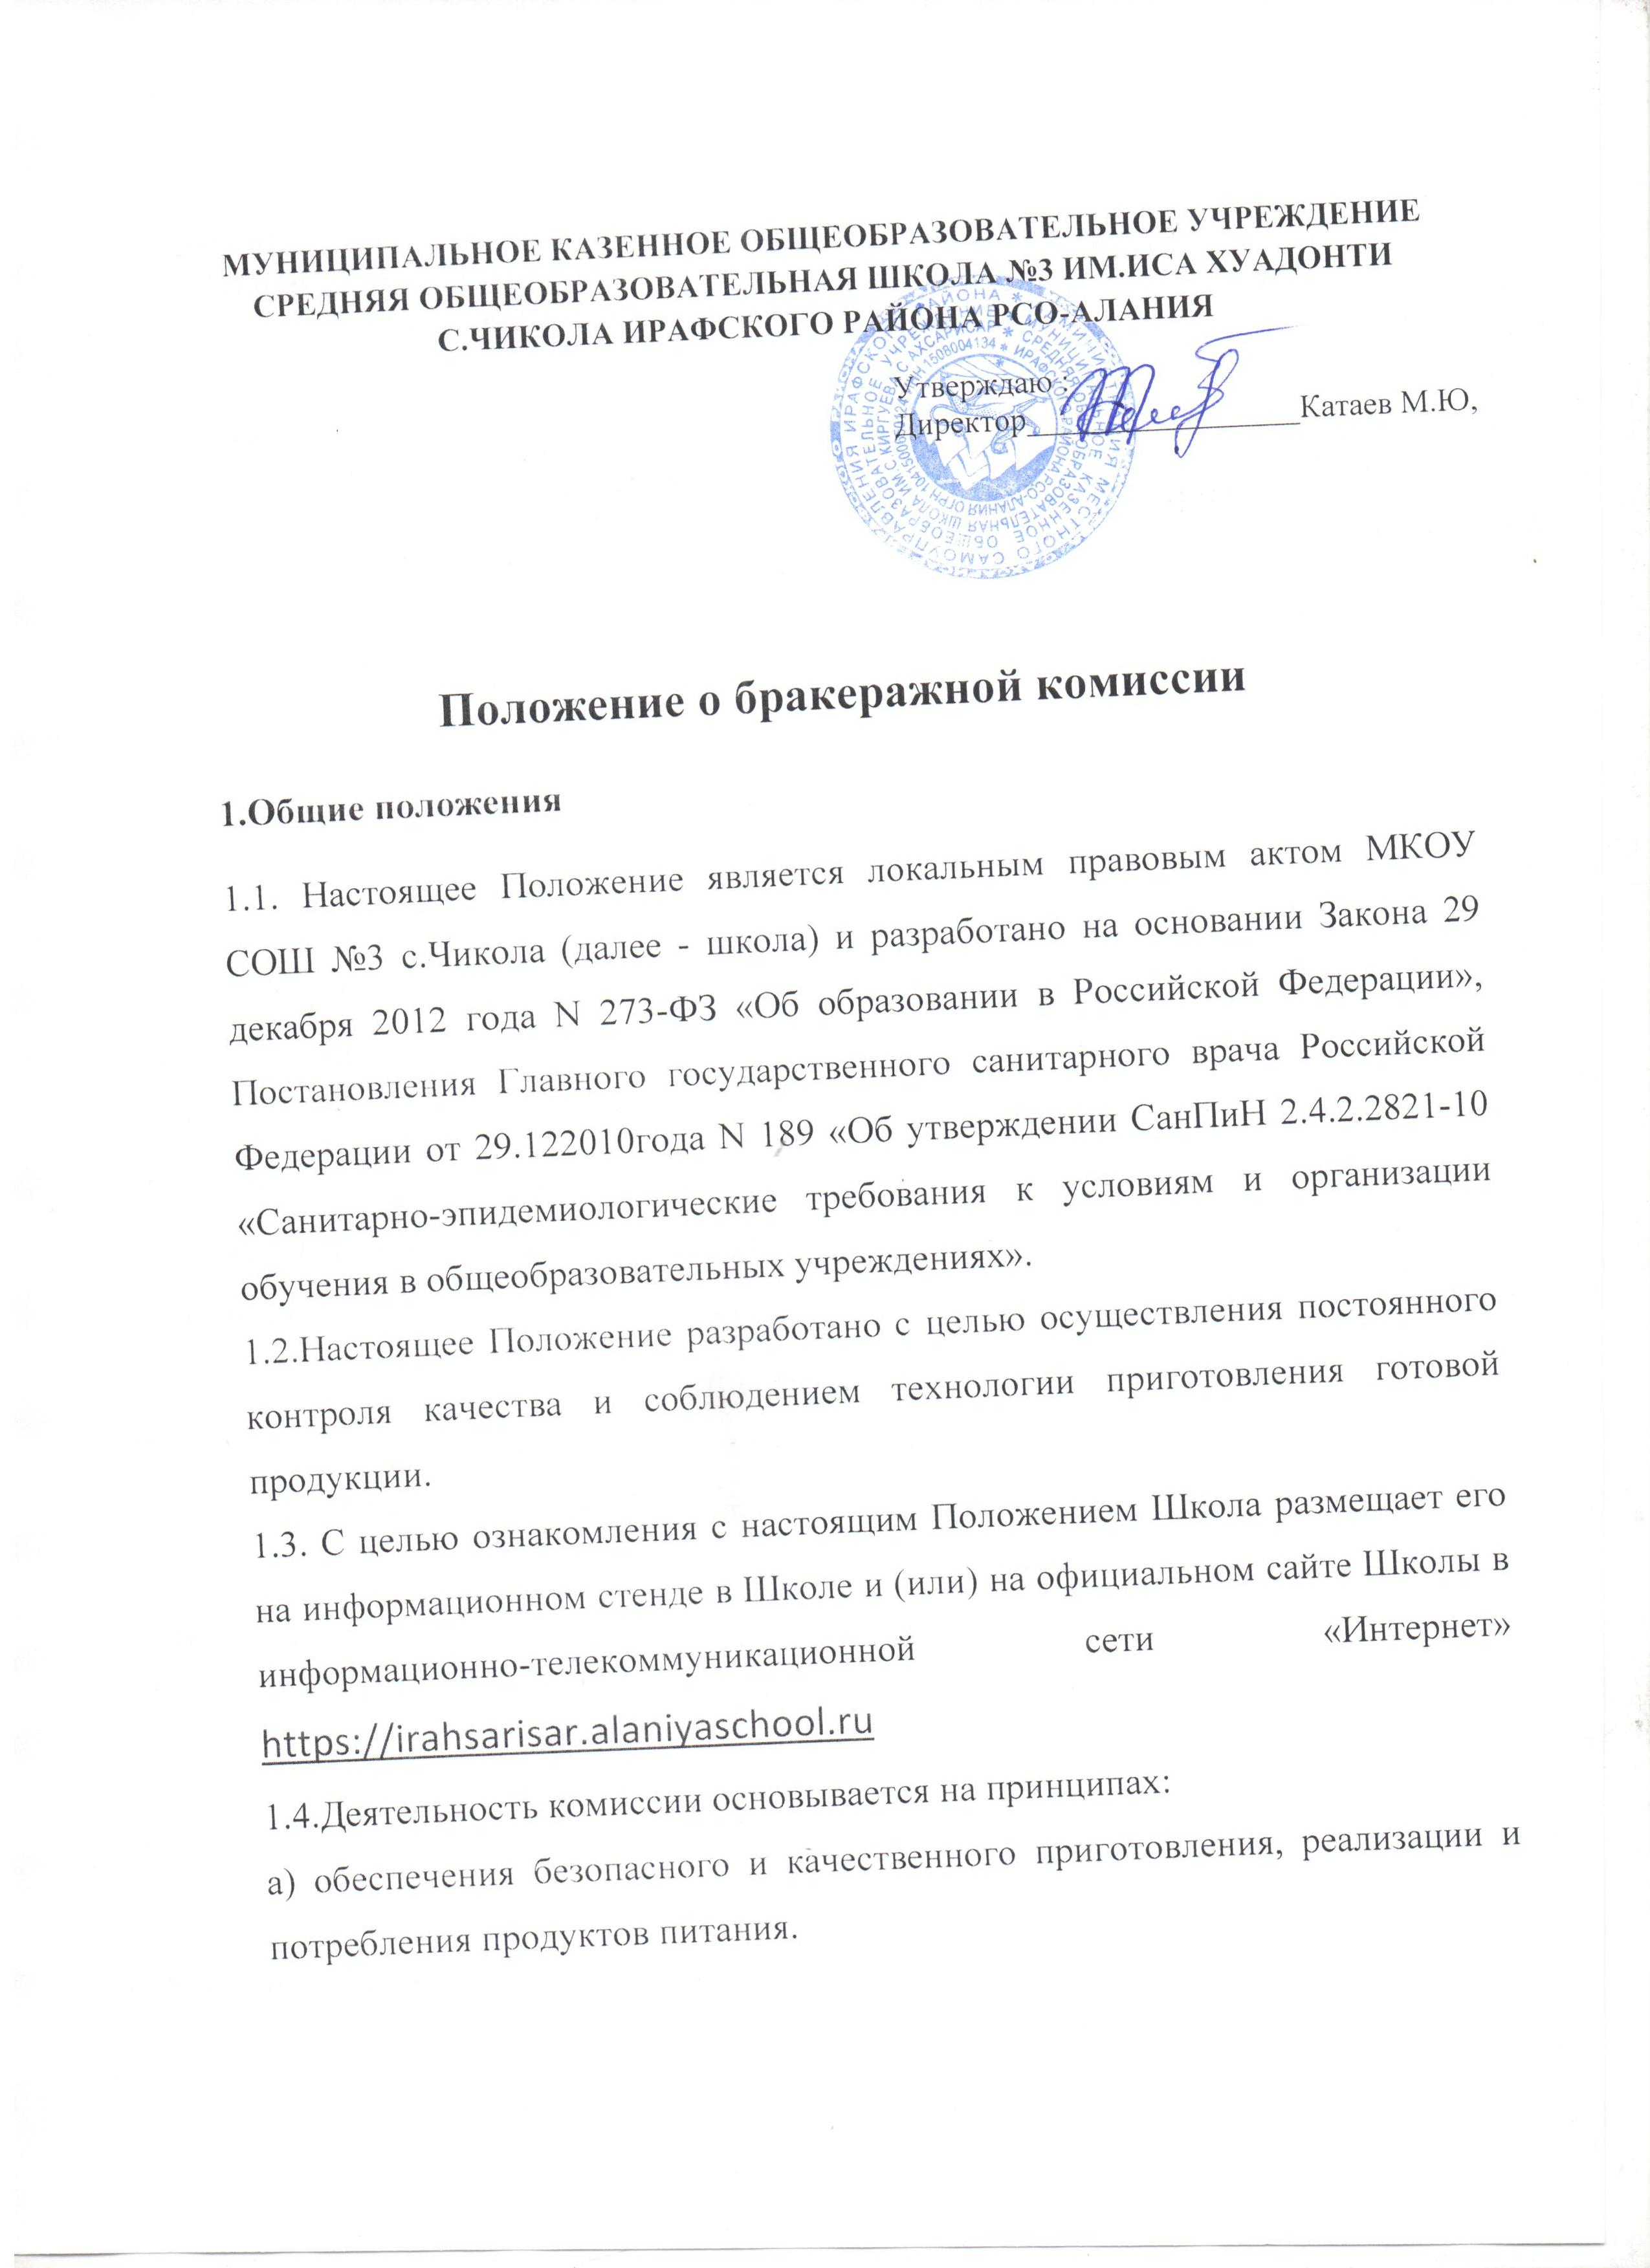 МУНИЦИПАЛЬНОЕ КАЗЕННОЕ ОБЩЕОБРАЗОВАТЕЛЬНОЕ УЧРЕЖДЕНИЕ
СРЕДНЯЯ ОБЩЕОБРАЗОВАТЕЛЬНАЯ ШКОЛА №3 ИМ.ИСА ХУАДОНТИ
С.ЧИКОЛА ИРАФСКОГО РАЙОНА РСО-АЛАНИЯ
Утверждаю :
Директор__________________Катаев М.Ю,
Положение о бракеражной комиссии
1.Общие положения
1.1. Настоящее Положение является локальным правовым актом МКОУ
СОШ №3 с.Чикола (далее - школа) и разработано на основании Закона 29
декабря 2012 года N 273-ФЗ «Об образовании в Российской Федерации»,
Постановления Главного государственного санитарного врача Российской
Федерации от 29.122010года N 189 «Об утверждении СанПиН 2.4.2.2821-10
«Санитарно-эпидемиологические требования к условиям и организации
обучения в общеобразовательных учреждениях».
1.2.Настоящее Положение разработано с целью осуществления постоянного
контроля качества и соблюдением технологии приготовления готовой
продукции.
1.3. С целью ознакомления с настоящим Положением Школа размещает его
на информационном стенде в Школе и (или) на официальном сайте Школы в
информационно-телекоммуникационной сети «Интернет»
https://irahsarisar.alaniyaschool.ru
1.4.Деятельность комиссии основывается на принципах:
а) обеспечения безопасного и качественного приготовления, реализации и
потребления продуктов питания.